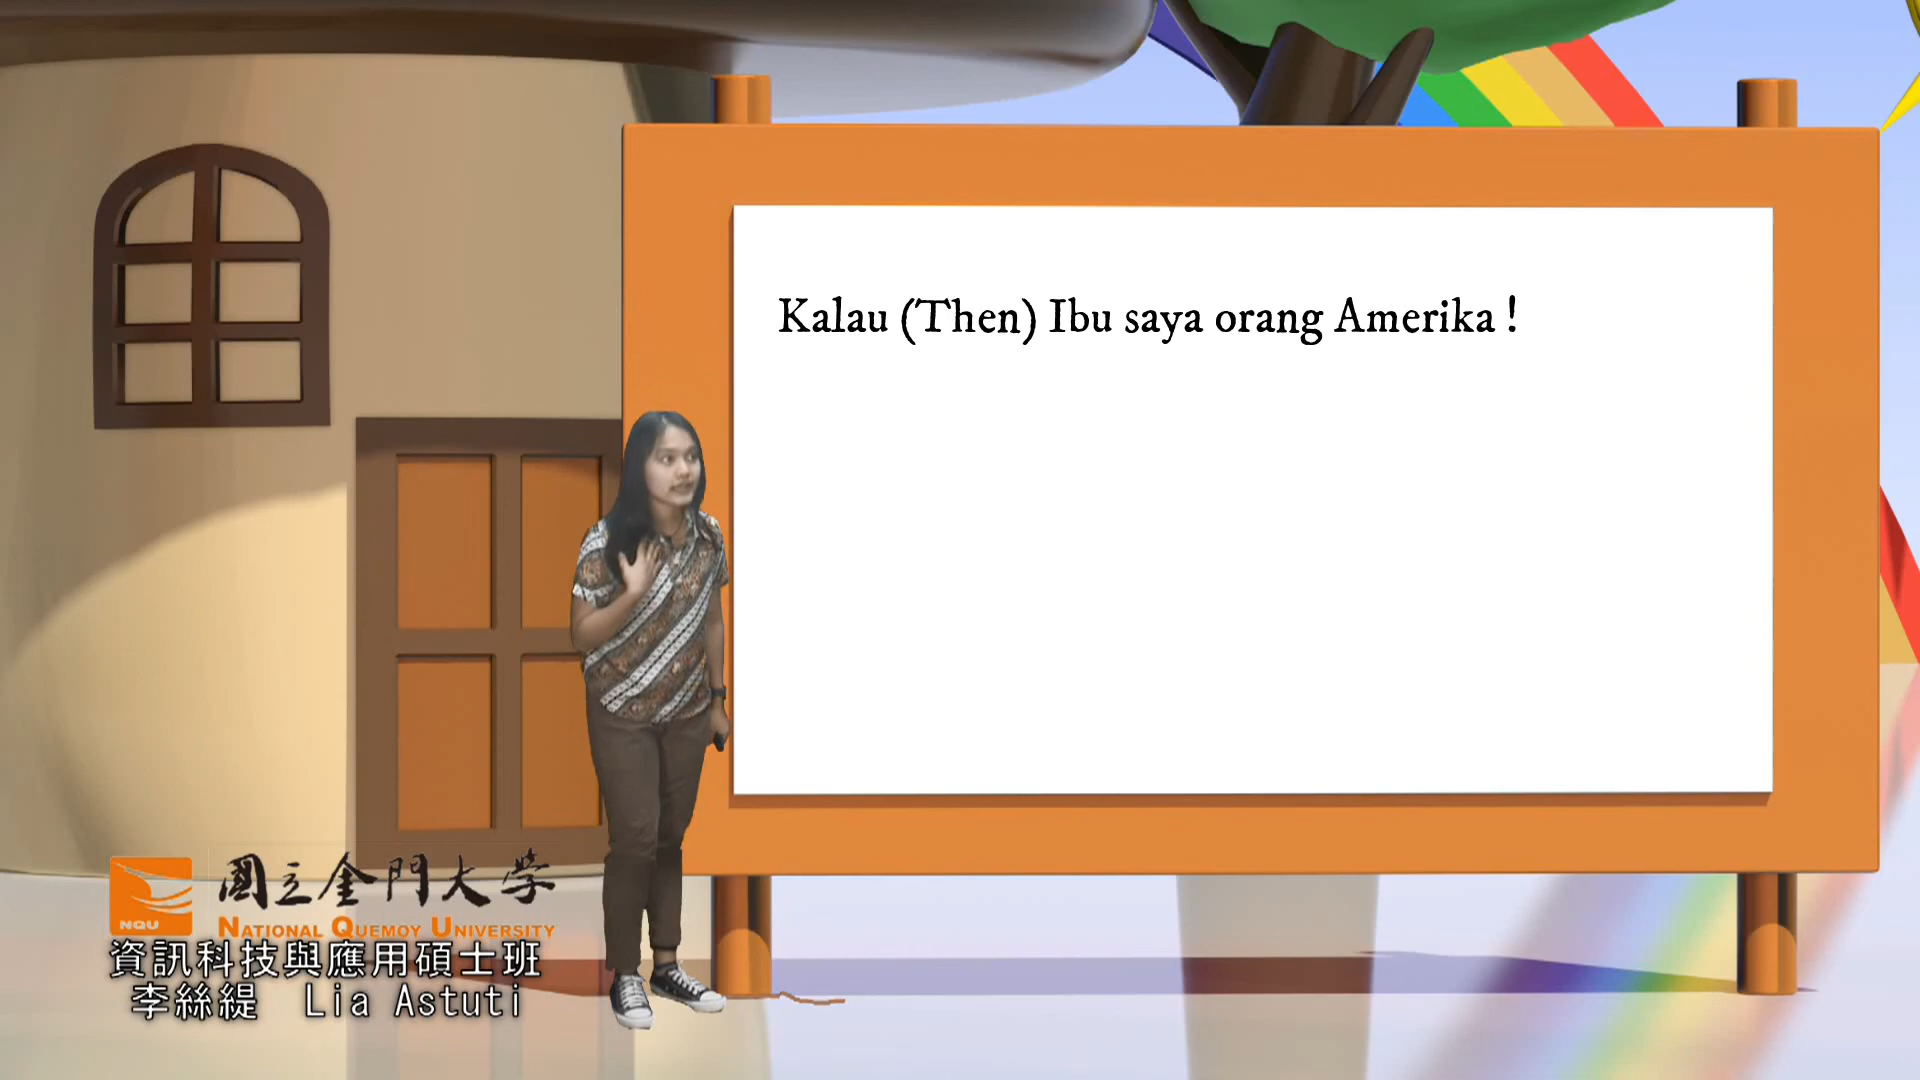 Kalau (Then) Ibu saya orang Amerika !
國立金門大學
NQU
NATIONAL QUEMOY UNIVERSITY
資訊科技與應用碩士班
李絲緹 Lia Astuti